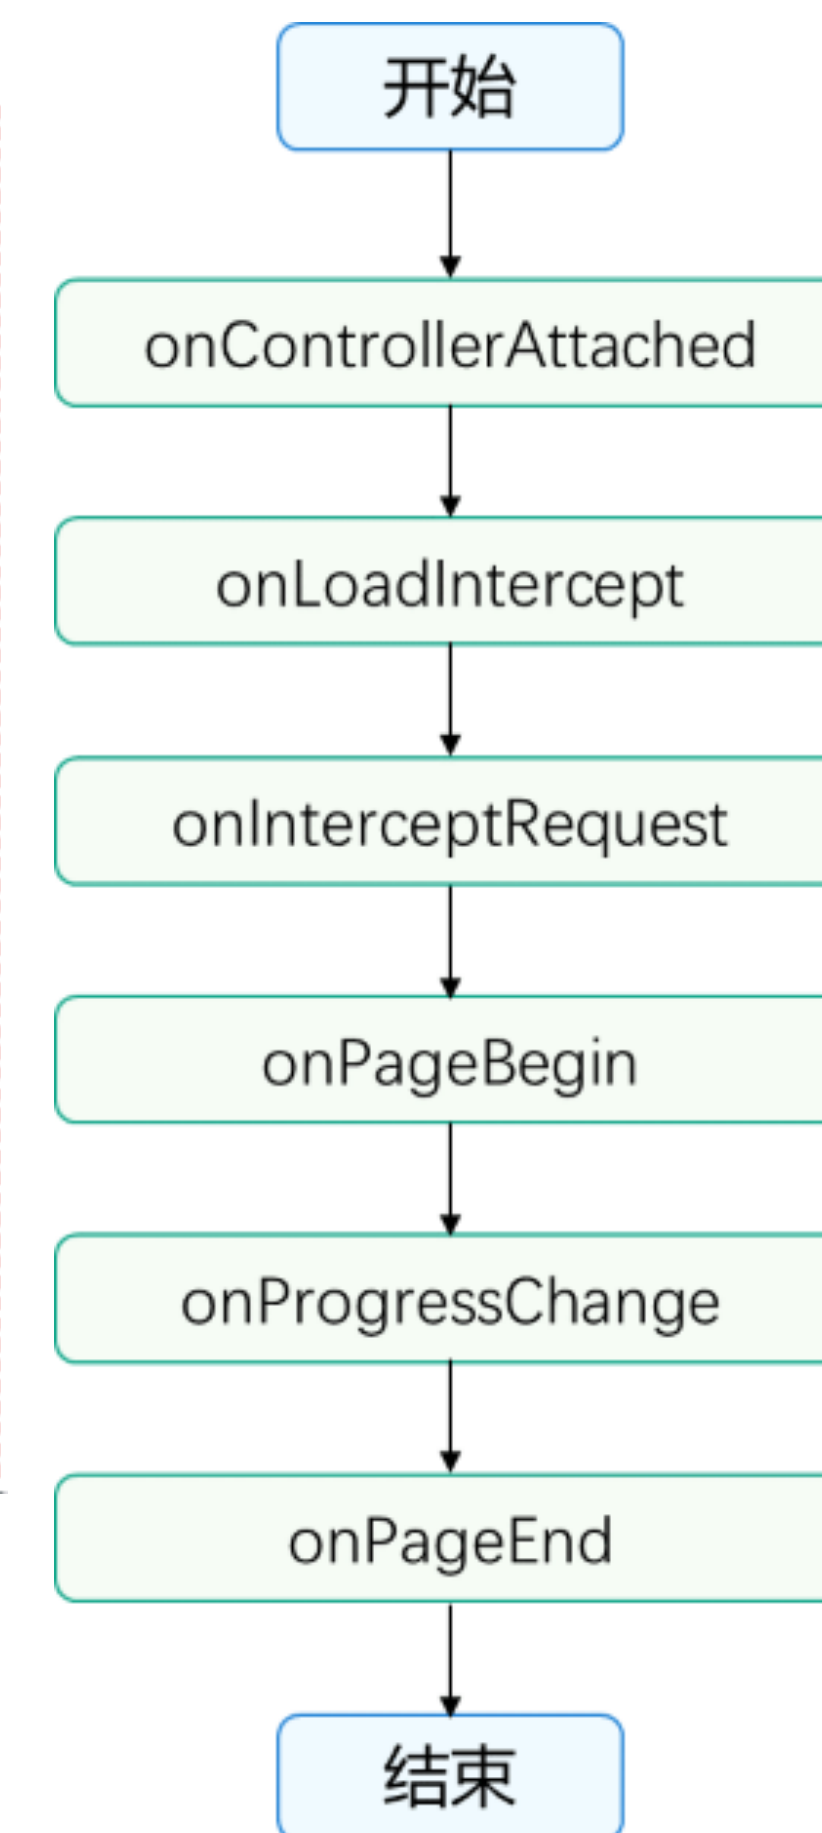 开始
onControllerAttached
onLoadIntercept
onInterceptRequest
onPageBegin
onProgressChange
onPageEnd
结束